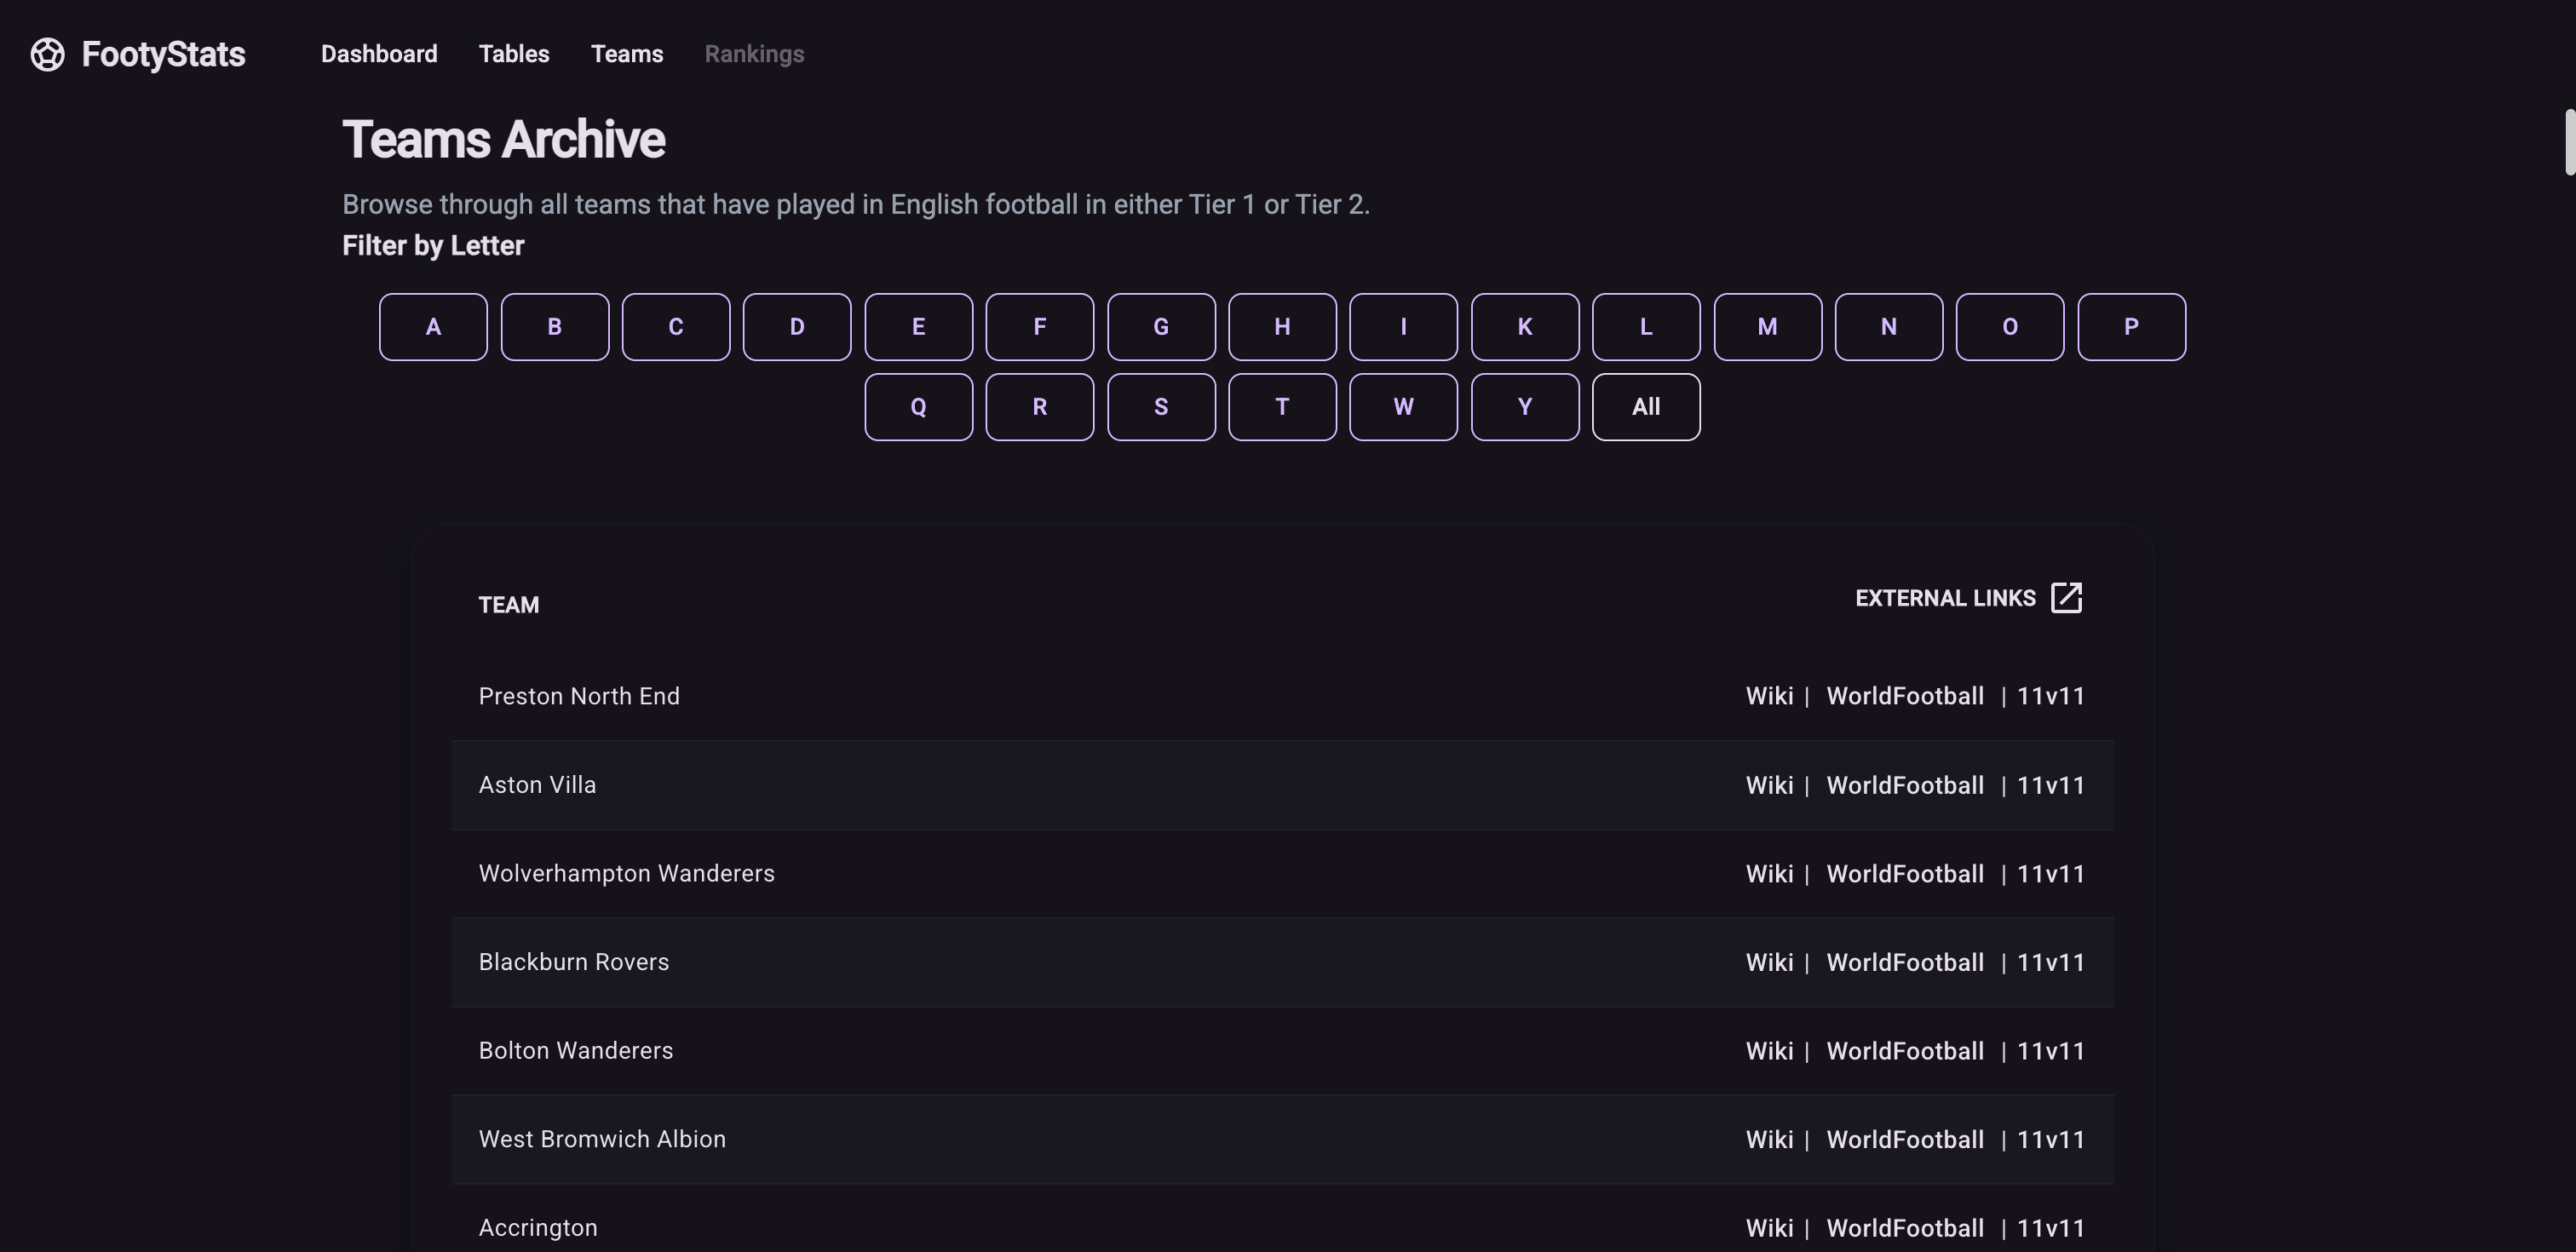 FootyStats Dashboard Tables Teams Rankings
Teams Archive
Browse through all teams that have played in English football in either Tier 1 or Tier 2.
Filter by Letter
A B C D E F G H I K L M N O P
Q R S T W Y All
TEAM EXTERNAL LINKS
Preston North End Wiki | WorldFootball | 11v11
Aston Villa Wiki | WorldFootball | 11v11
Wolverhampton Wanderers Wiki | WorldFootball | 11v11
Blackburn Rovers Wiki | WorldFootball | 11v11
Bolton Wanderers Wiki | WorldFootball | 11v11
West Bromwich Albion Wiki | WorldFootball | 11v11
Accrington Wiki | WorldFootball | 11v11